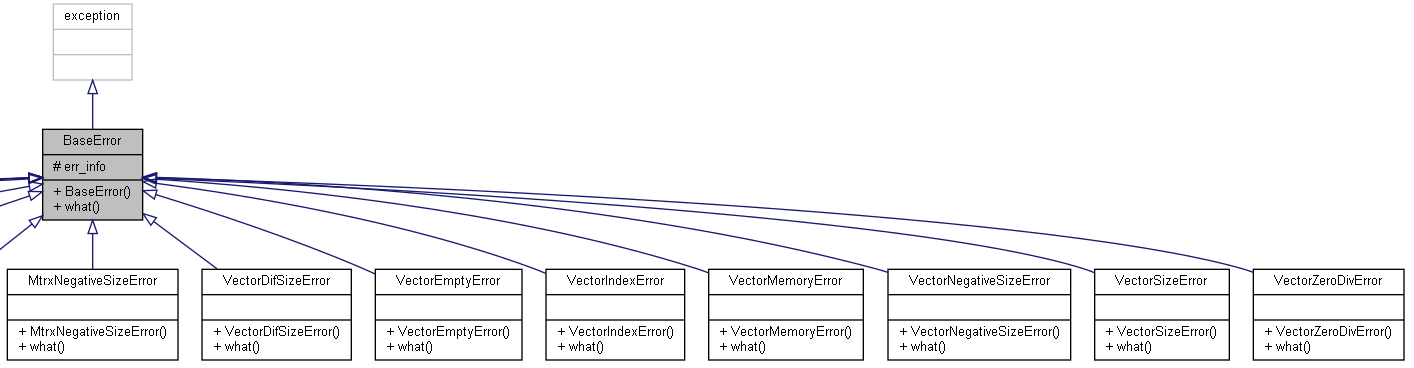 exception
BaseError
# err_info
+ BaseError()
+ what()
MtrxNegativeSizeError
+ MtrxNegativeSizeError()
+ what()
VectorDifSizeError
+ VectorDifSizeError()
+ what()
VectorEmptyError
+ VectorEmptyError()
+ what()
VectorIndexError
+ VectorIndexError()
+ what()
VectorMemoryError
+ VectorMemoryError()
+ what()
VectorNegativeSizeError
+ VectorNegativeSizeError()
+ what()
VectorSizeError
+ VectorSizeError()
+ what()
VectorZeroDivError
+ VectorZeroDivError()
+ what()